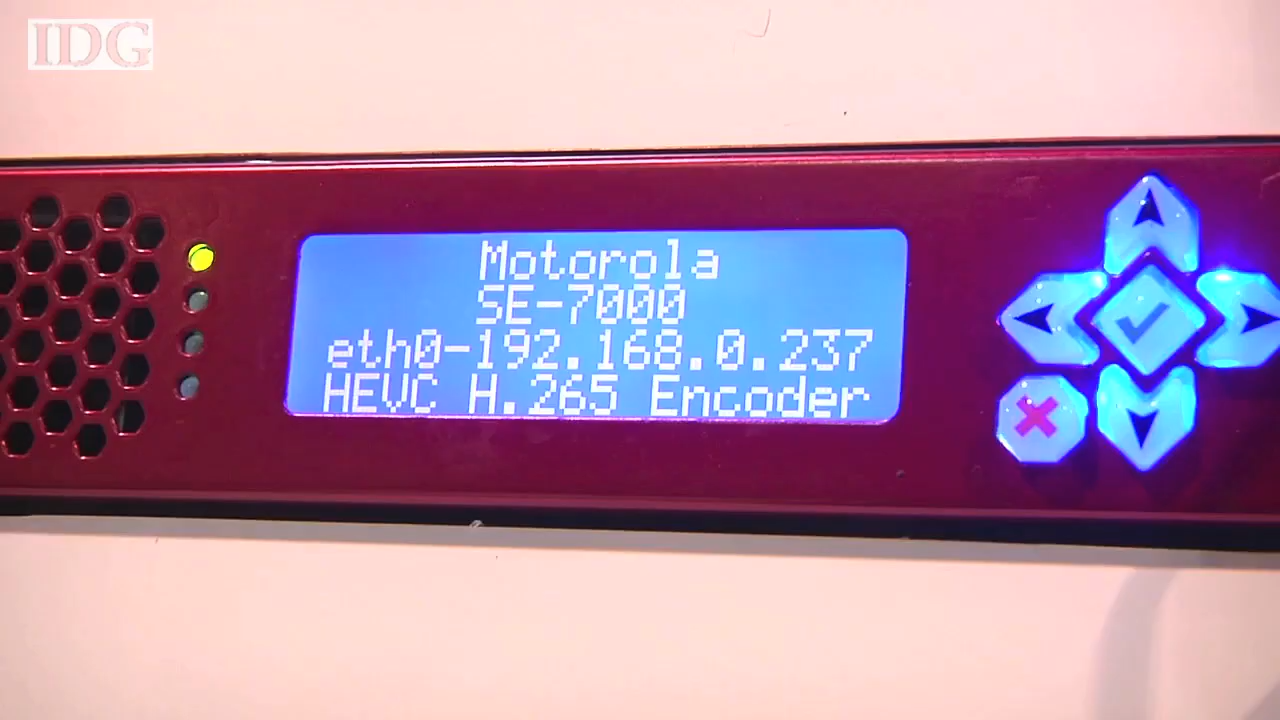 IDG
Motorola
SE-7000
eth0-192.168.0.237
HEVC H.265 Encoder